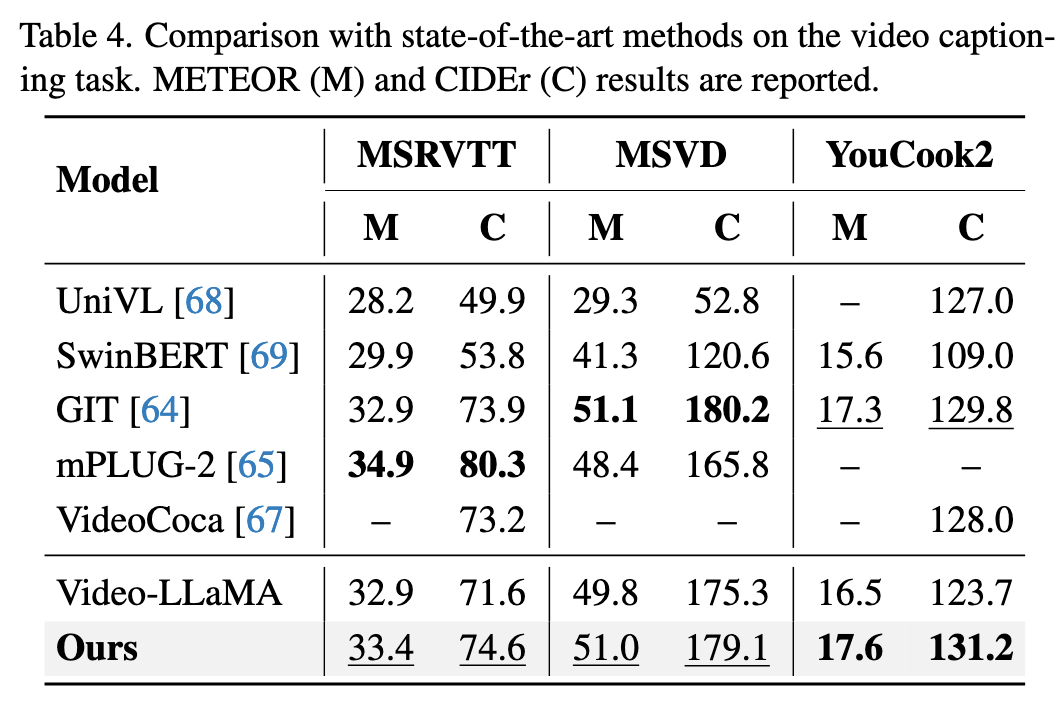 Table 4. Comparison with state-of-the-art methods on the video caption-
ing task. METEOR (M) and CIDEr (C) results are reported.
Model MSRVTT MSVD YouCook2
M C M C M C
UniVL [68] 28.2 49.9 29.3 52.8 – 127.0
SwinBERT [69] 29.9 53.8 41.3 120.6 15.6 109.0
GIT [64] 32.9 73.9 51.1 180.2 17.3 129.8
mPLUG-2 [65] 34.9 80.3 48.4 165.8 – –
VideoCoca [67] – 73.2 – – – 128.0
Video-LLaMA 32.9 71.6 49.8 175.3 16.5 123.7
Ours 33.4 74.6 51.0 179.1 17.6 131.2